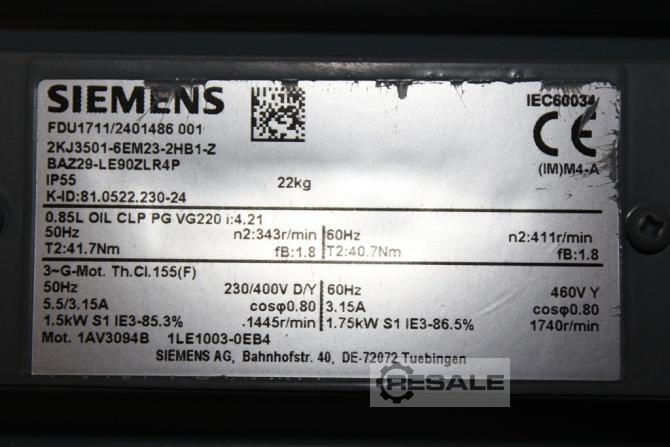 SIEMENS
IEC60034
FDU1711/2401486 001
CE
2KJ3501-6EM23-2HB1-Z
BAZ29-LE90ZLR4P
(IM)M4-A
IP55 22kg
K-ID:81.0522.230-24
0.85L OIL CLP PG VG220 i:4.21
50Hz n2:343r/min 60Hz n2:411r/min
T2:41.7Nm fB:1.8 T2:40.7Nm fB:1.8
3~G-Mot. Th.Cl.155(F)
50Hz 230/400V D/Y 60Hz 460V Y
5.5/3.15A cosφ0.80 3.15A cosφ0.80
1.5kW S1 IE3-85.3% .1445r/min 1.75kW S1 IE3-86.5% 1740r/min
Mot. 1AV3094B 1LE1003-0EB4
SIEMENS AG, Bahnhofstr. 40, DE-72072 Tuebingen
RESALE